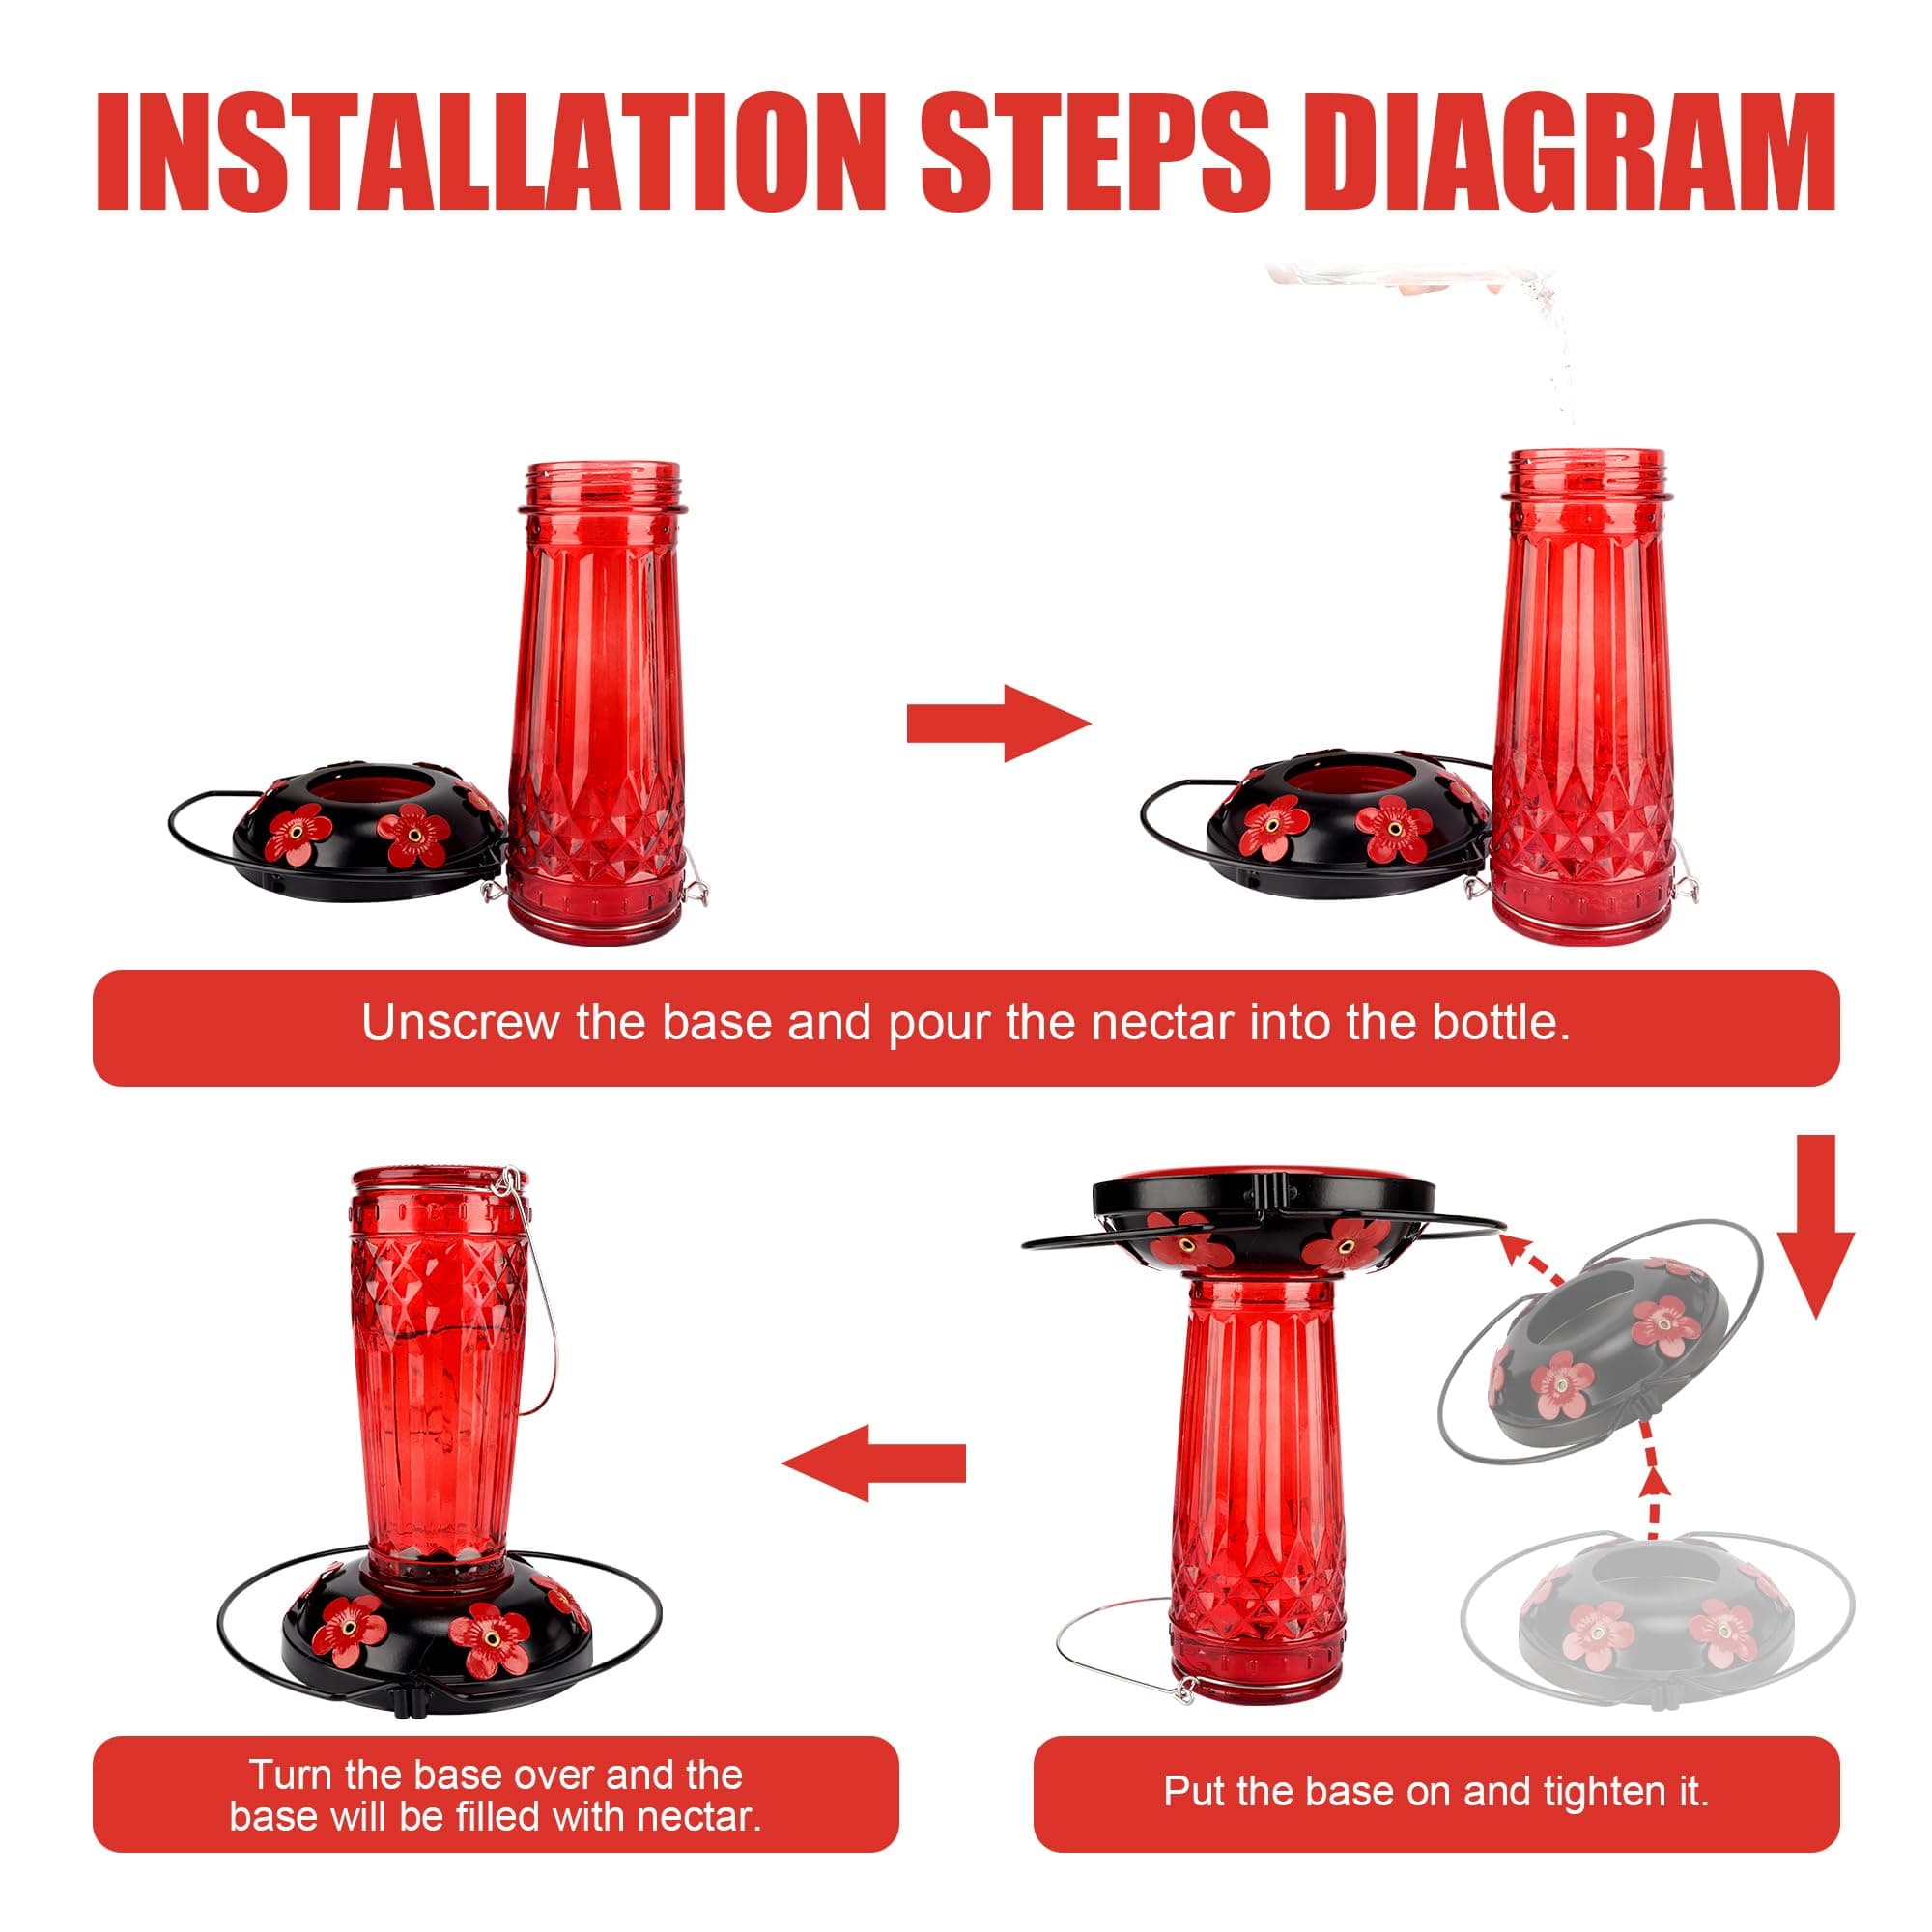 INSTALLATION STEPS DIAGRAM
Unscrew the base and pour the nectar into the bottle.
Turn the base over and the
base will be filled with nectar.
Put the base on and tighten it.